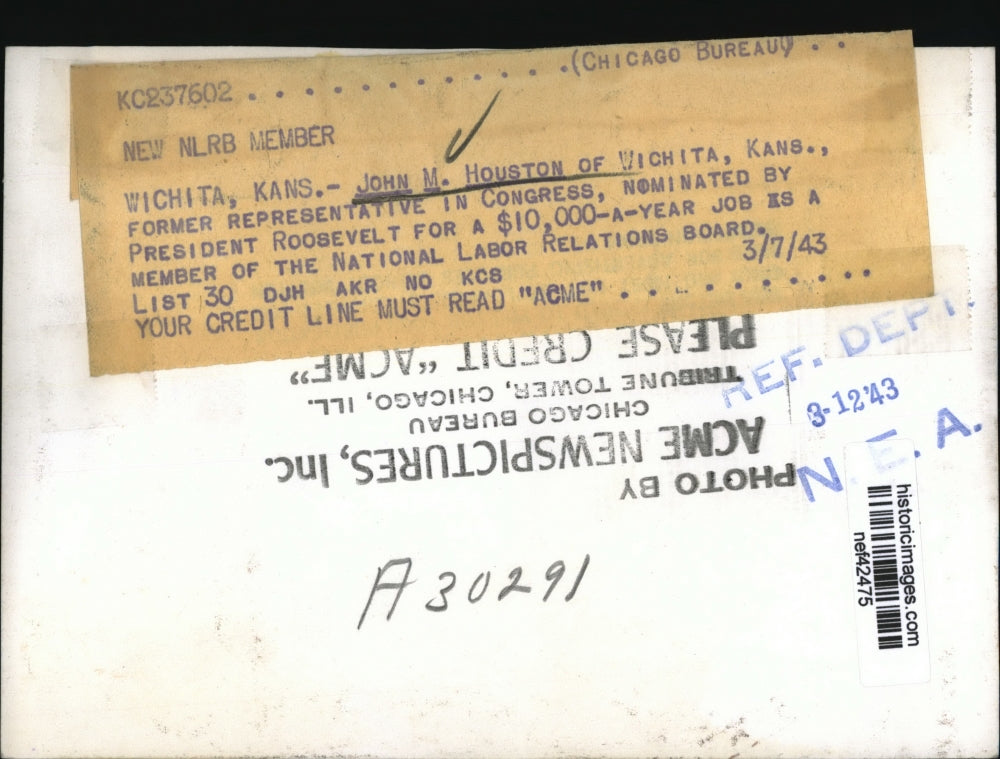 KC237602 . . . . . . . . . . . . (CHICAGO BUREAU) . .
NEW NLRB MEMBER
WICHITA, KANS.- JOHN M. HOUSTON OF WICHITA, KANS.,
FORMER REPRESENTATIVE IN CONGRESS, NOMINATED BY
PRESIDENT ROOSEVELT FOR A $10,000-A-YEAR JOB AS A
MEMBER OF THE NATIONAL LABOR RELATIONS BOARD.
LIST 30 DJH AKR NO KCS 3/7/43
YOUR CREDIT LINE MUST READ "ACME" . . . . . . . . .
PHOTO BY
ACME NEWSPICTURES, Inc.
CHICAGO BUREAU
TRIBUNE TOWER, CHICAGO, ILL.
PLEASE CREDIT "ACME"
REF. DEPT.
3-12'43
N. E. A.
A30291
historicimages.com
nef42475